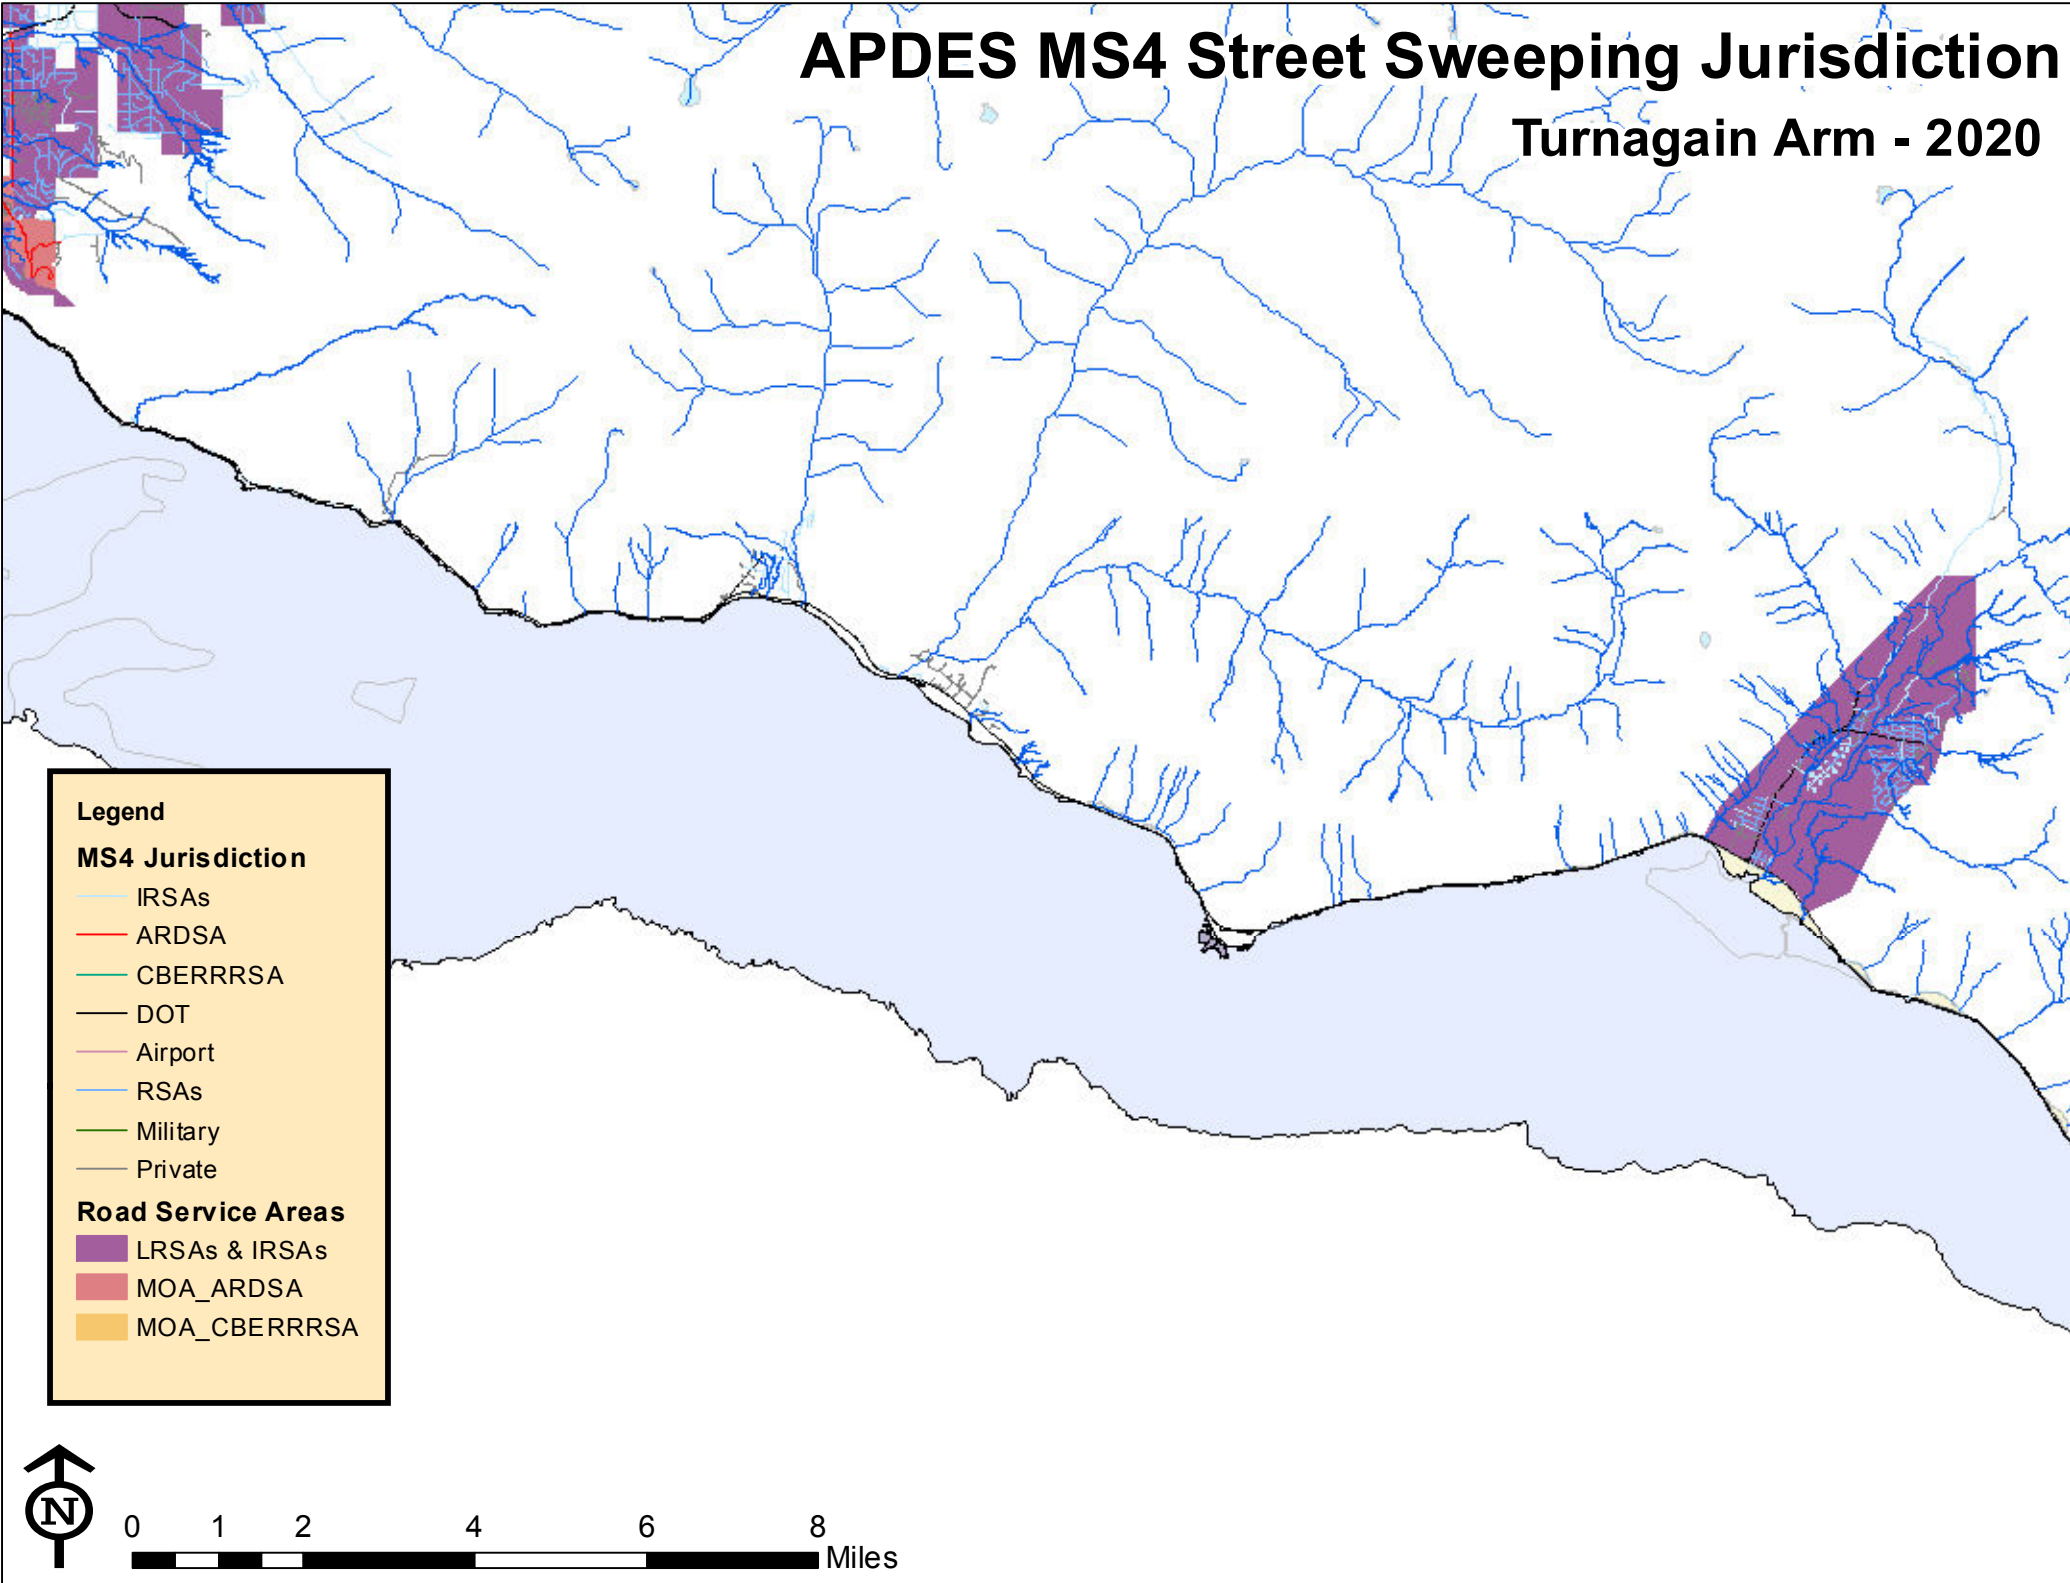 APDES MS4 Street Sweeping Jurisdiction
Turnagain Arm - 2020
Legend
MS4 Jurisdiction
IRSAs
ARDSA
CBERRRSA
DOT
Airport
RSAs
Military
Private
Road Service Areas
LRSAs & IRSAs
MOA_ARDSA
MOA_CBERRRSA
N
0 1 2 4 6 8
Miles